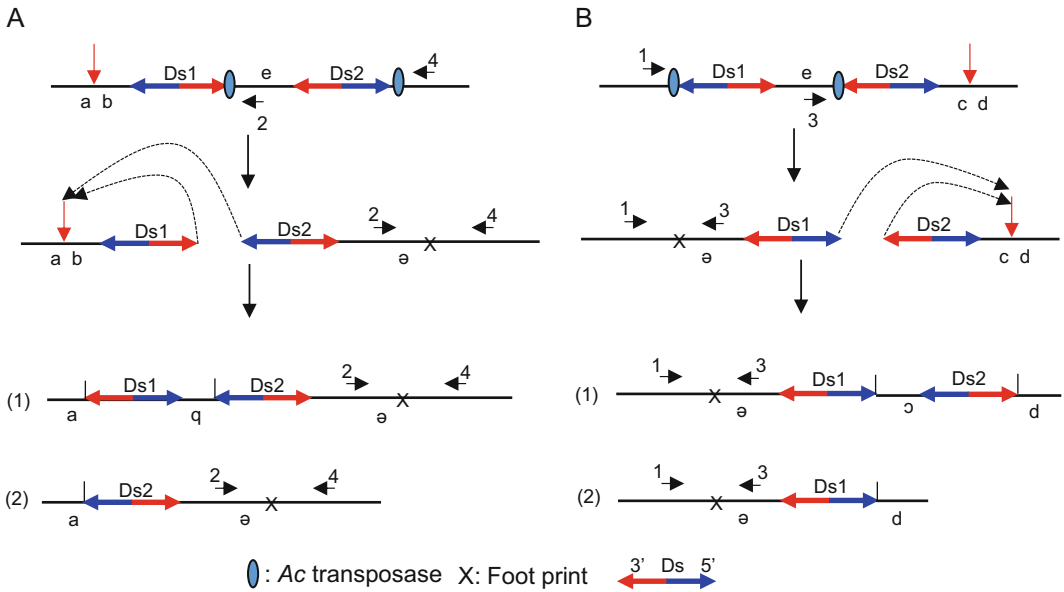 A
Ds1 e Ds2 4
a b 2
2 4
Ds1 Ds2
a b ə
(1) Ds1 Ds2 2 4
a q ə
(2) Ds2 2 4
a ə
B
1 Ds1 e Ds2
3 c d
1 3
Ds1 Ds2
ə c d
(1) 1 3 Ds1 Ds2
ə ɔ p
(2) 1 3 Ds1
ə p
: Ac transposase X: Foot print 3’ Ds 5’